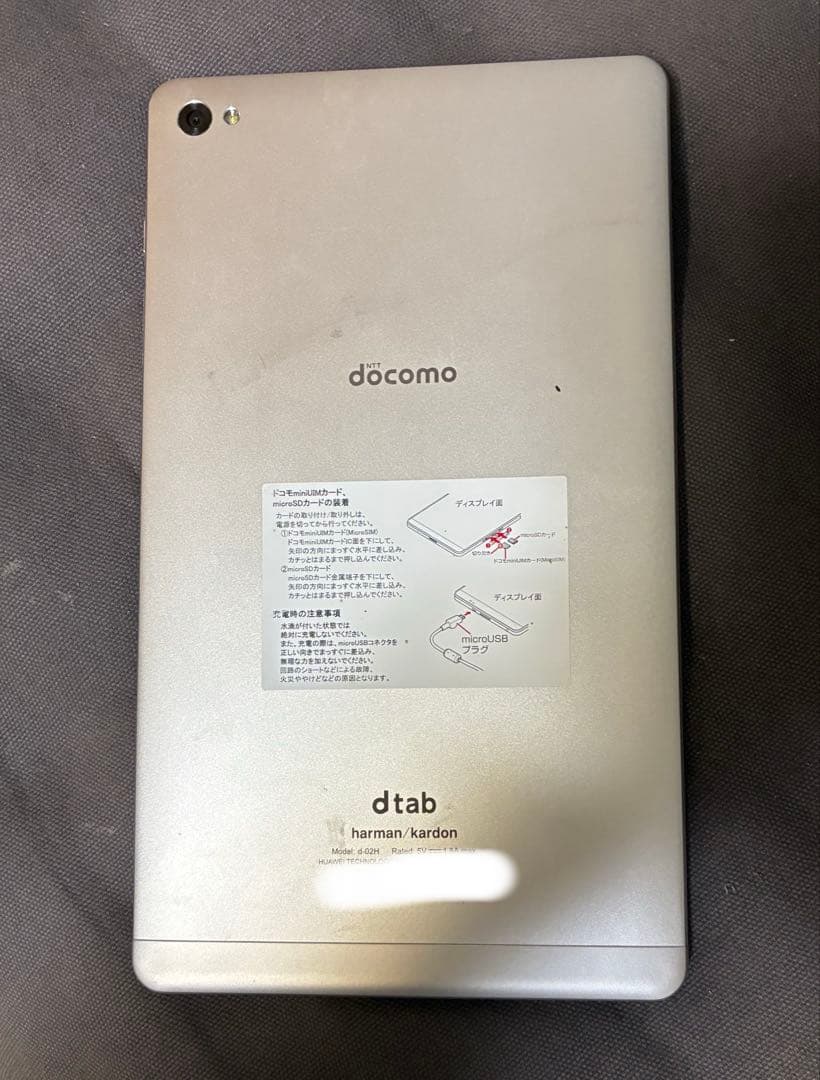 NTT
docomo
ドコモminiUIMカード、
microSDカードの装着
カードの取り付け/取り外しは、
電源を切ってから行ってください。
①ドコモminiUIMカード(MicroSIM)
ドコモminiUIMカードIC面を下にして、
矢印の方向にまっすぐ水平に差し込み、
カチッとはまるまで押し込んでください。
②microSDカード
microSDカード金属端子を下にして、
矢印の方向にまっすぐ水平に差し込み、
カチッとはまるまで押し込んでください。
ディスプレイ面
microSDカード
切り欠き
ドコモminiUIMカード(MicroSIM)
充電時の注意事項
水滴が付いた状態では
絶対に充電しないでください。
また、充電の際は、microUSBコネクタを
正しい向きでまっすぐに差込み、
無理な力を加えないでください。
回路のショートなどによる故障、
火災ややけどなどの原因となります。
ディスプレイ面
microUSB
プラグ
dtab
harman/kardon
Model: d-02H Rated: 5V
HUAWEI TECHNOLO